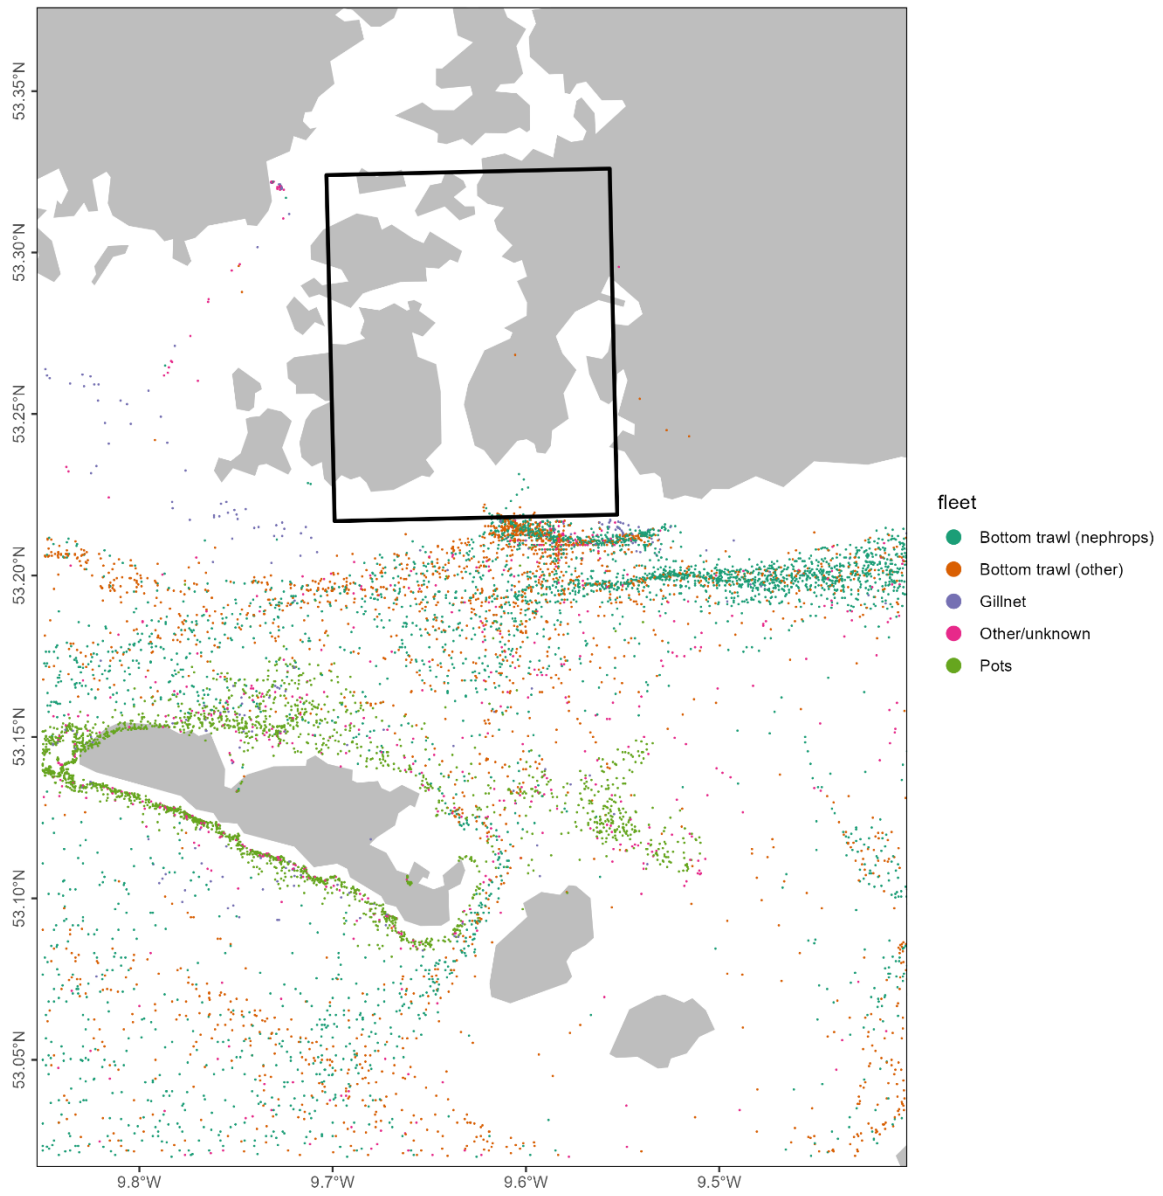 53.35°N
53.30°N
53.25°N
53.20°N
53.15°N
53.10°N
53.05°N
9.8°W
9.7°W
9.6°W
9.5°W
fleet
Bottom trawl (nephrops)
Bottom trawl (other)
Gillnet
Other/unknown
Pots